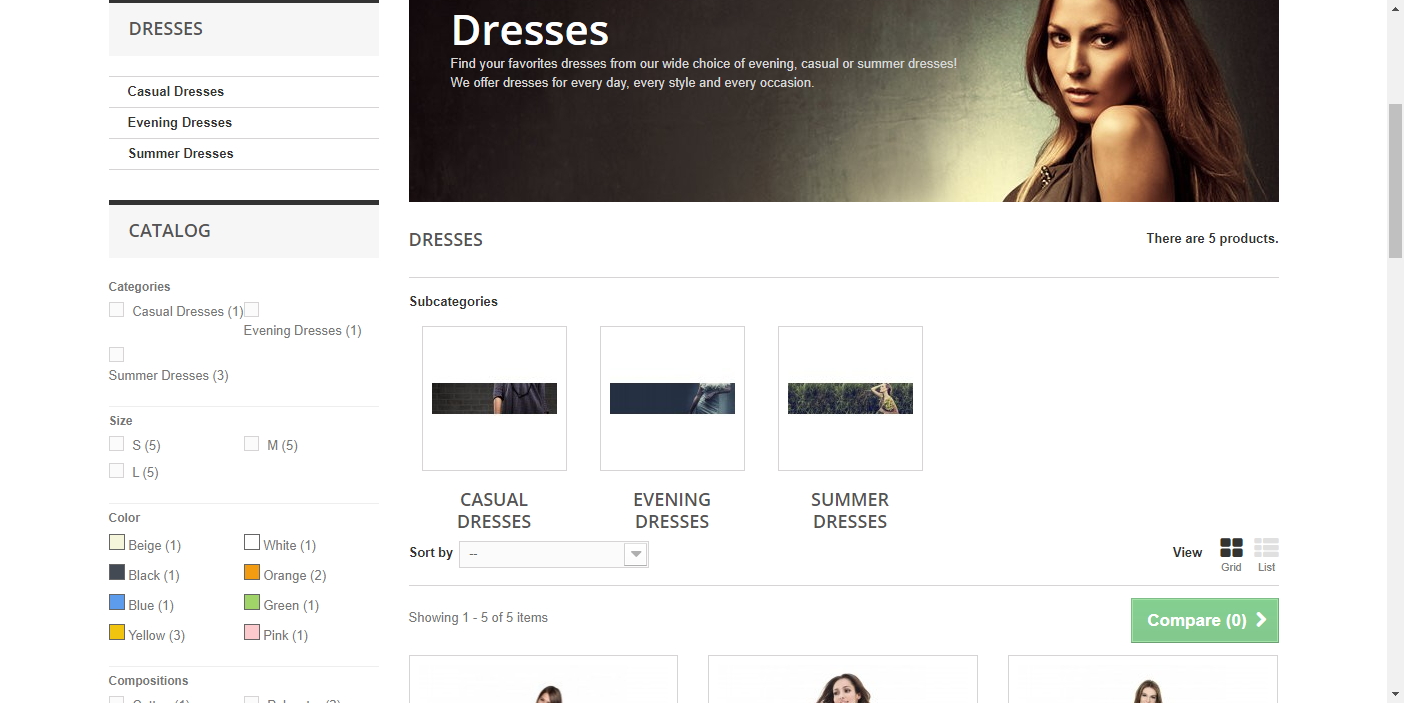 DRESSES
Casual Dresses
Evening Dresses
Summer Dresses
CATALOG
Categories
Casual Dresses (1)
Evening Dresses (1)
Summer Dresses (3)
Size
S (5)
M (5)
L (5)
Color
Beige (1)
White (1)
Black (1)
Orange (2)
Blue (1)
Green (1)
Yellow (3)
Pink (1)
Compositions
Dresses
Find your favorites dresses from our wide choice of evening, casual or summer dresses!
We offer dresses for every day, every style and every occasion.
DRESSES
There are 5 products.
Subcategories
CASUAL
DRESSES
EVENING
DRESSES
SUMMER
DRESSES
Sort by
--
View
Grid
List
Showing 1 - 5 of 5 items
Compare (0)